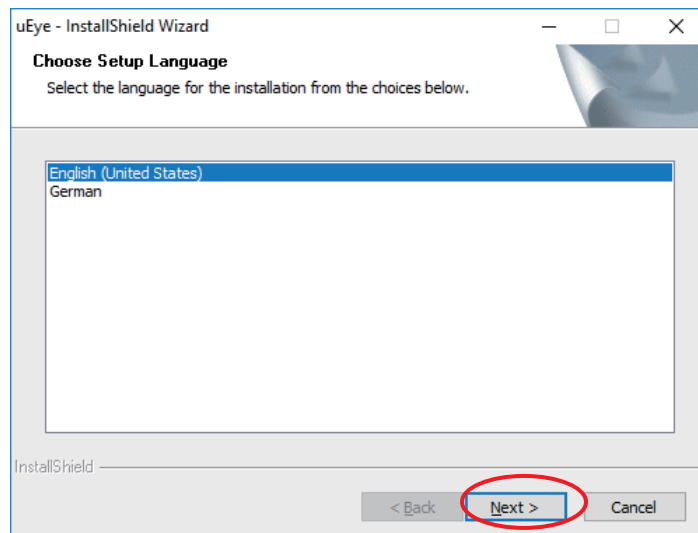 uEye - InstallShield Wizard
Choose Setup Language
Select the language for the installation from the choices below.
English (United States)
German
InstallShield
< Back
Next >
Cancel